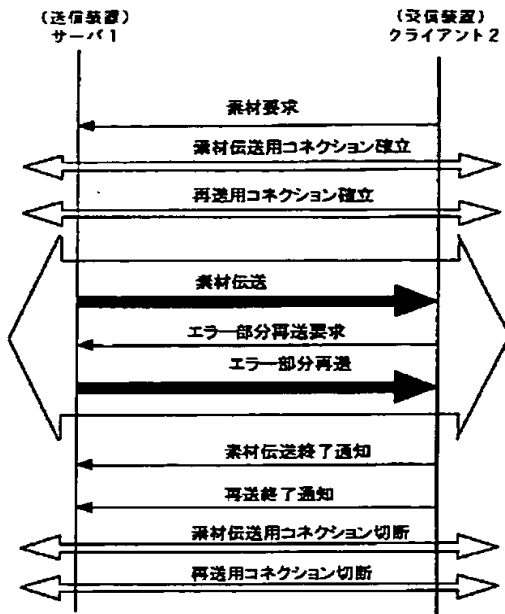 (送信装置)
サーバ1
(受信装置)
クライアント2
素材要求
素材伝送用コネクション確立
再送用コネクション確立
素材伝送
エラー部分再送要求
エラー部分再送
素材伝送終了通知
再送終了通知
素材伝送用コネクション切断
再送用コネクション切断